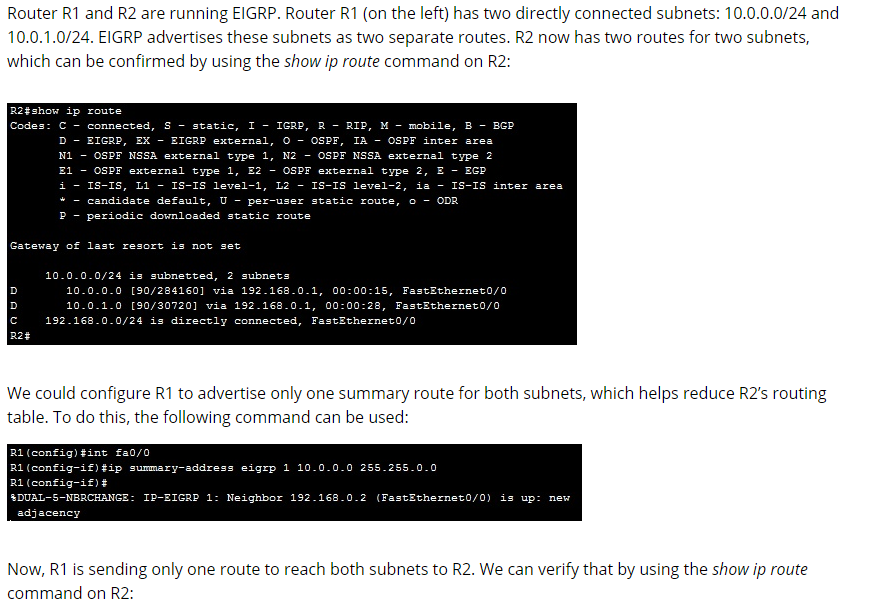 Router R1 and R2 are running EIGRP. Router R1 (on the left) has two directly connected subnets: 10.0.0.0/24 and
10.0.1.0/24. EIGRP advertises these subnets as two separate routes. R2 now has two routes for two subnets,
which can be confirmed by using the show ip route command on R2:
R2#show ip route
Codes: C - connected, S - static, I - IGRP, R - RIP, M - mobile, B - BGP
D - EIGRP, EX - EIGRP external, O - OSPF, IA - OSPF inter area
N1 - OSPF NSSA external type 1, N2 - OSPF NSSA external type 2
E1 - OSPF external type 1, E2 - OSPF external type 2, E - EGP
i - IS-IS, L1 - IS-IS level-1, L2 - IS-IS level-2, ia - IS-IS inter area
* - candidate default, U - per-user static route, o - ODR
P - periodic downloaded static route
Gateway of last resort is not set
10.0.0.0/24 is subnetted, 2 subnets
D 10.0.0.0 [90/284160] via 192.168.0.1, 00:00:15, FastEthernet0/0
D 10.0.1.0 [90/30720] via 192.168.0.1, 00:00:28, FastEthernet0/0
C 192.168.0.0/24 is directly connected, FastEthernet0/0
R2#
We could configure R1 to advertise only one summary route for both subnets, which helps reduce R2's routing
table. To do this, the following command can be used:
R1(config)#int fa0/0
R1(config-if)#ip summary-address eigrp 1 10.0.0.0 255.255.0.0
R1(config-if)#
%DUAL-5-NBRCHANGE: IP-EIGRP 1: Neighbor 192.168.0.2 (FastEthernet0/0) is up: new
adjacency
Now, R1 is sending only one route to reach both subnets to R2. We can verify that by using the show ip route
command on R2: